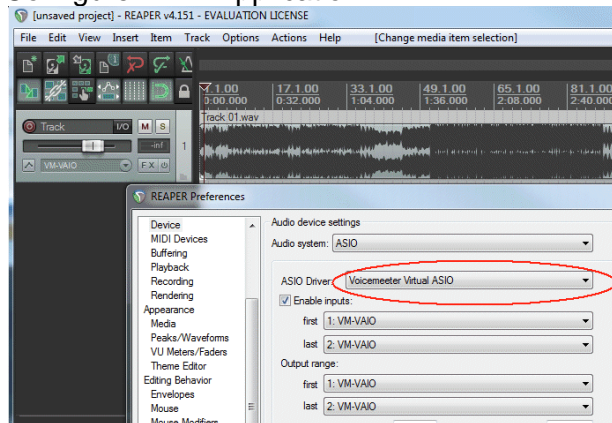 [unsaved project] - REAPER v4.151 - EVALUATION LICENSE
File Edit View Insert Item Track Options Actions Help [Change media item selection]
17.1.00 33.1.00 49.1.00 65.1.00 81.1.00
0:00.000 0:32.000 1:04.000 1:36.000 2:08.000 2:40.000
Track 01.wav
Track I/O M S
-inf 1
VM-VAIO FX
REAPER Preferences
Device
MIDI Devices
Buffering
Playback
Recording
Rendering
Appearance
Media
Peaks/Waveforms
VU Meters/Faders
Theme Editor
Editing Behavior
Envelopes
Mouse
Mouse Modifiers
Audio device settings
Audio system: ASIO
ASIO Driver: Voicemeeter Virtual ASIO
Enable inputs:
first 1: VM-VAIO
last 2: VM-VAIO
Output range:
first 1: VM-VAIO
last 2: VM-VAIO